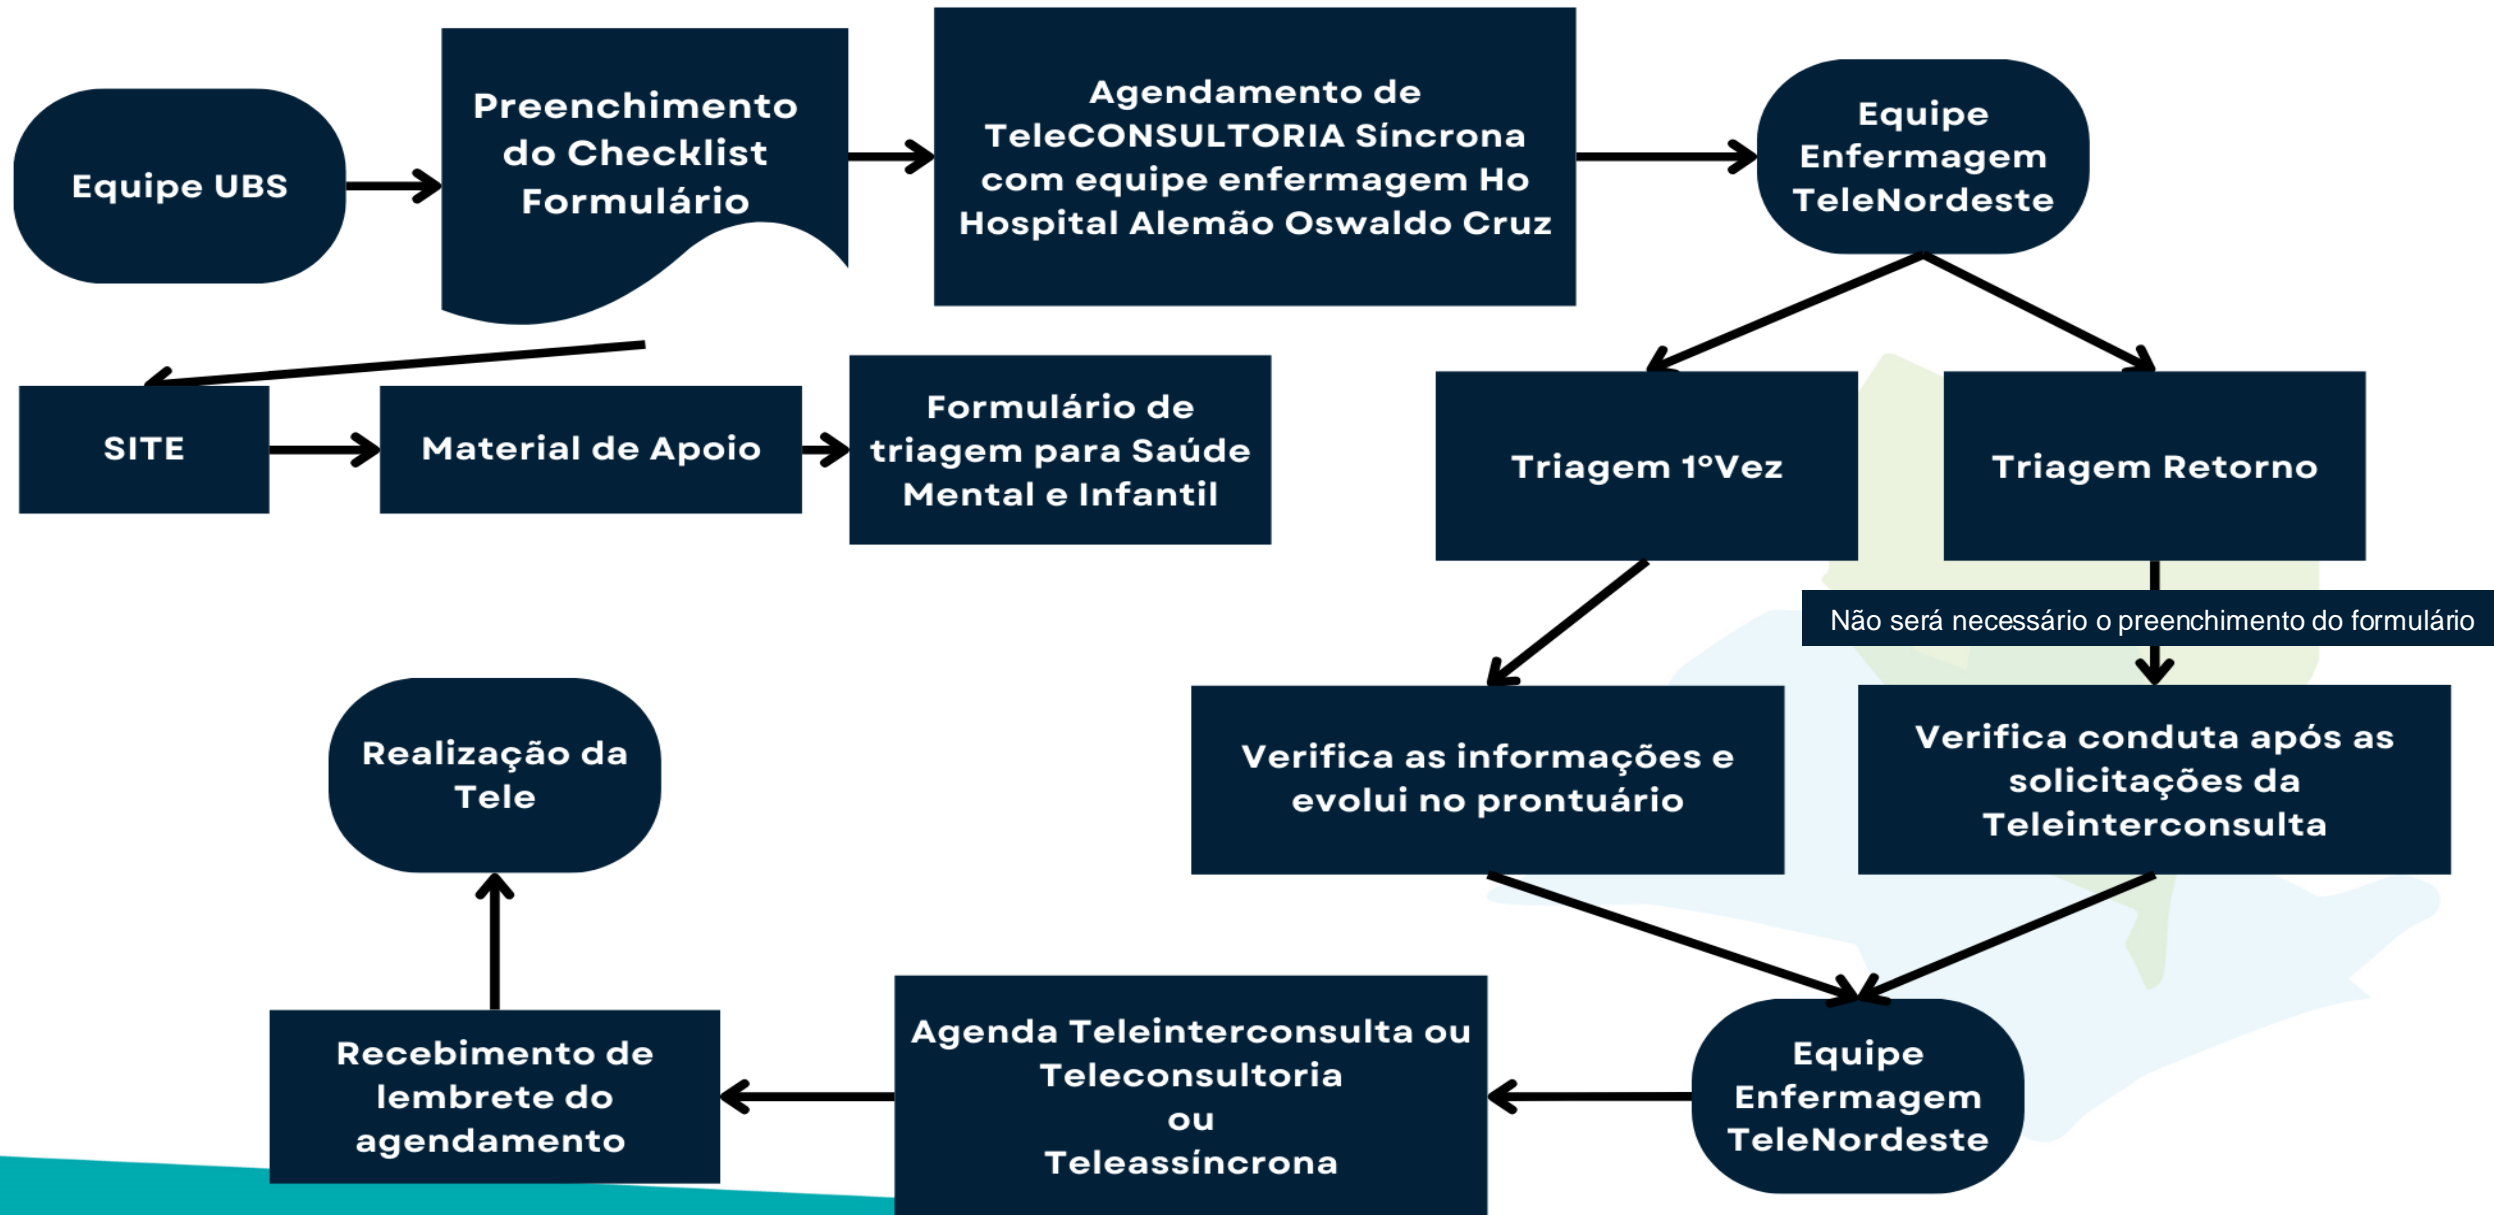 Equipe UBS
Preenchimento
do Checklist
Formulário
Agendamento de
TeleCONSULTORIA Síncrona
com equipe enfermagem Ho
Hospital Alemão Oswaldo Cruz
Equipe
Enfermagem
TeleNordeste
SITE
Material de Apoio
Formulário de
triagem para Saúde
Mental e Infantil
Triagem 1ºVez
Triagem Retorno
Não será necessário o preenchimento do formulário
Verifica as informações e
evolui no prontuário
Verifica conduta após as
solicitações da
Teleinterconsulta
Realização da
Tele
Recebimento de
lembrete do
agendamento
Agenda Teleinterconsulta ou
Teleconsultoria
ou
Teleassíncrona
Equipe
Enfermagem
TeleNordeste